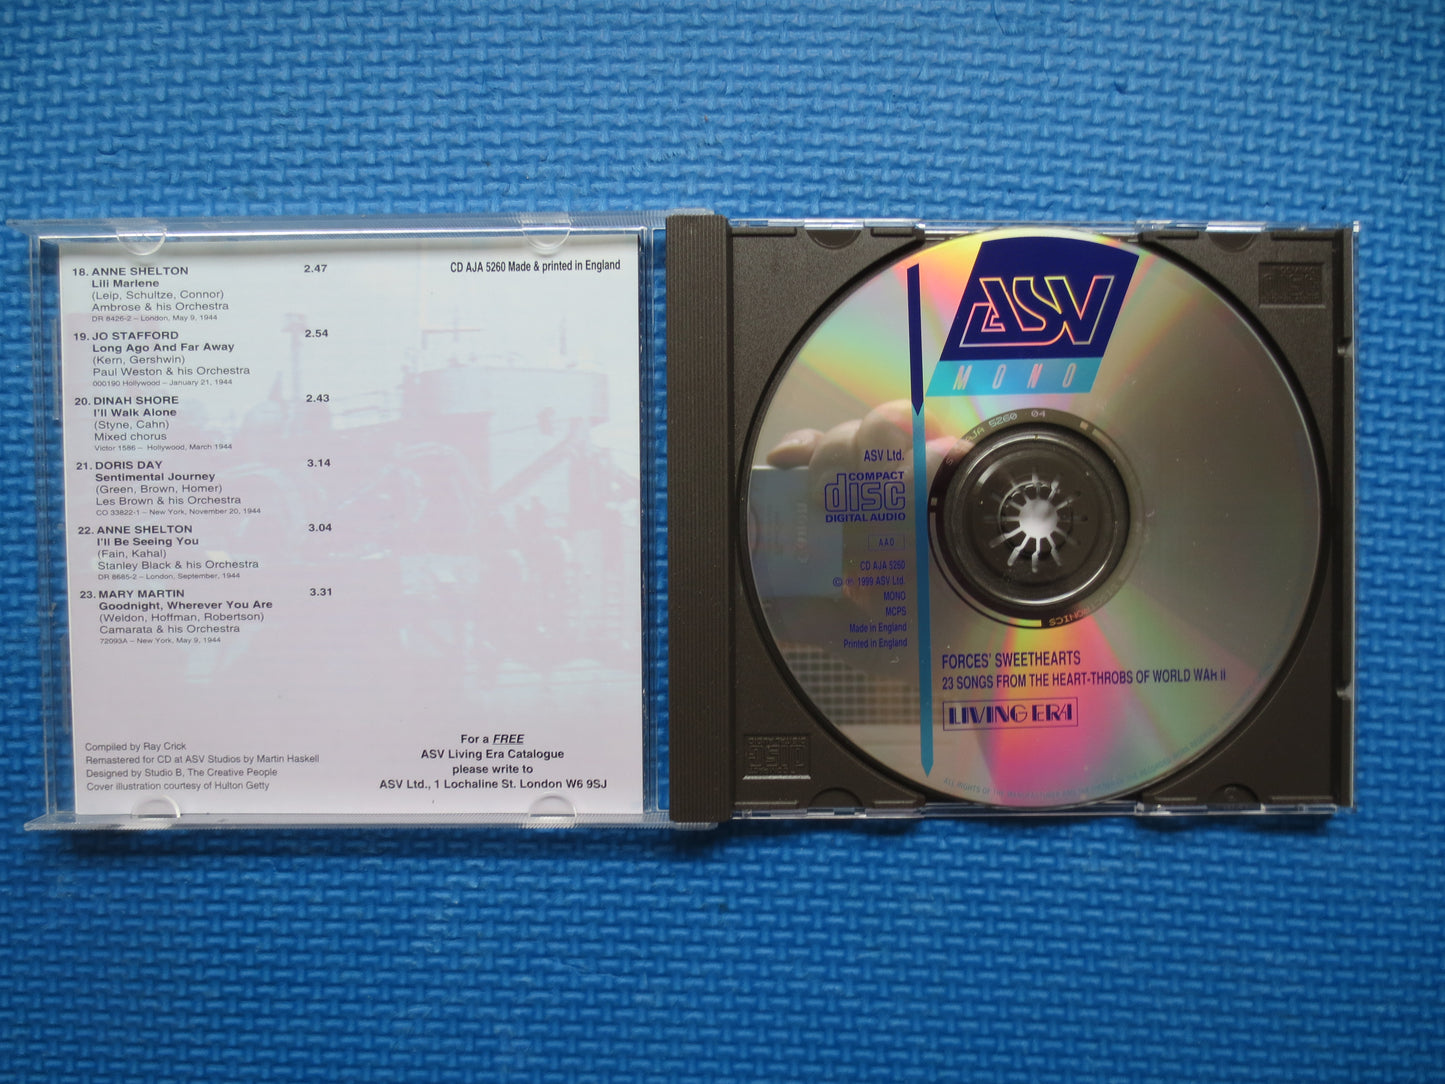 18. ANNE SHELTON 2.47
Lili Marlene
(Leip, Schultze, Connor)
Ambrose & his Orchestra
DR 8426-2 – London, May 9, 1944
19. JO STAFFORD 2.54
Long Ago And Far Away
(Kern, Gershwin)
Paul Weston & his Orchestra
000190 Hollywood – January 21, 1944
20. DINAH SHORE 2.43
I'll Walk Alone
(Styne, Cahn)
Mixed chorus
Victor 1586 – Hollywood, March 1944
21. DORIS DAY 3.14
Sentimental Journey
(Green, Brown, Homer)
Les Brown & his Orchestra
CO 33822-1 – New York, November 20, 1944
22. ANNE SHELTON 3.04
I'll Be Seeing You
(Fain, Kahal)
Stanley Black & his Orchestra
DR 8685-2 – London, September, 1944
23. MARY MARTIN 3.31
Goodnight, Wherever You Are
(Weldon, Hoffman, Robertson)
Camarata & his Orchestra
72093A – New York, May 9, 1944
CD AJA 5260 Made & printed in England
Compiled by Ray Crick
Remastered for CD at ASV Studios by Martin Haskell
Designed by Studio B, The Creative People
Cover illustration courtesy of Hulton Getty
For a FREE
ASV Living Era Catalogue
please write to
ASV Ltd., 1 Lochaline St. London W6 9SJ
ASV
MONO
ASV Ltd.
COMPACT
disc
DIGITAL AUDIO
AAD
CD AJA 5260
© ℗ 1999 ASV Ltd.
MONO
MCPS
Made in England
Printed in England
FORCES' SWEETHEARTS
23 SONGS FROM THE HEART-THROBS OF WORLD WAR II
LIVING ERA
AJA 5260 04
ALL RIGHTS OF THE MANUFACTURER AND THE